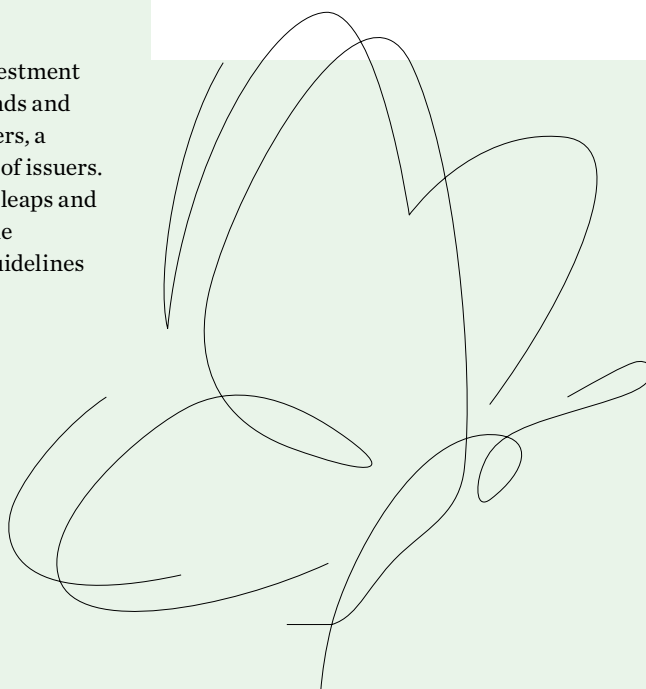 estment
nds and
ers, a
of issuers.
leaps and
e
uidelines